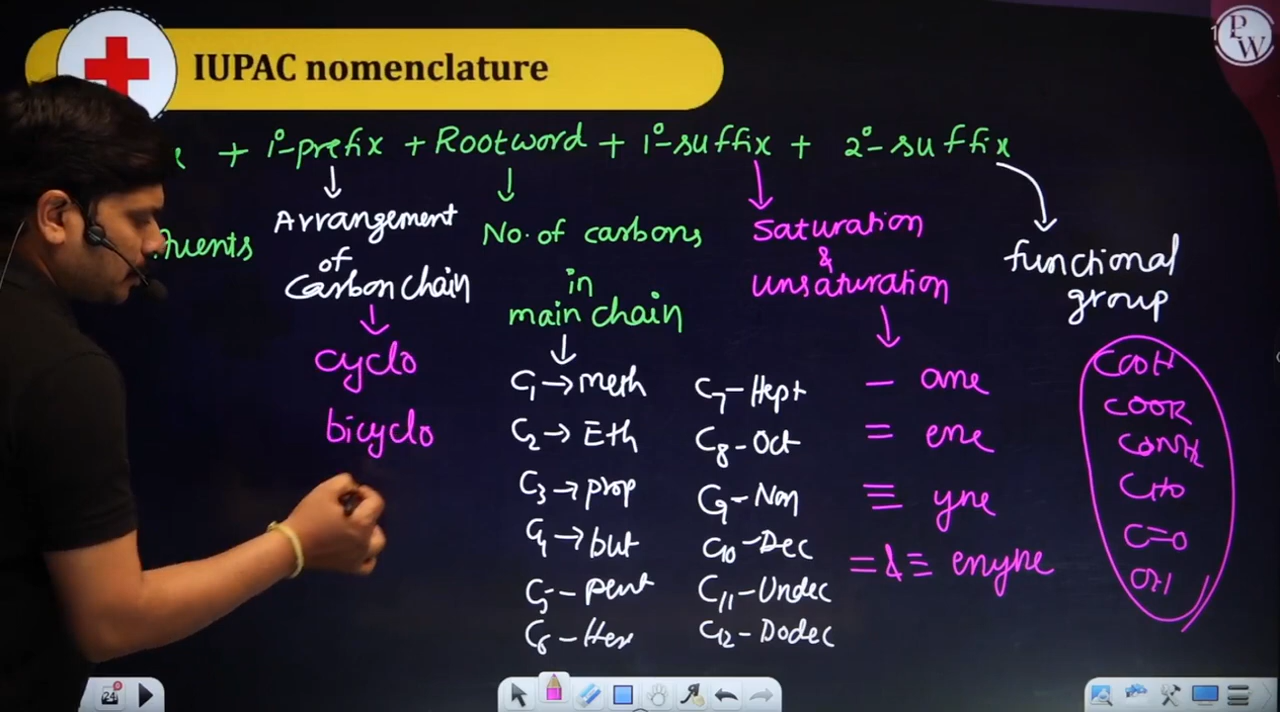 IUPAC nomenclature
PW
+ 1°-prefix + Rootword + 1°-suffix + 2°-suffix
Arrangement
of
Carbon chain
cyclo
bicyclo
No. of carbons
in
main chain
C1 → meth
C2 → Eth
C3 → prop
C4 → but
C5 - pent
C6 - Hex
C7 - Hept
C8 - Oct
C9 - Non
C10 - Dec
C11 - Undec
C12 - Dodec
Saturation
&
unsaturation
— ane
= ene
≡ yne
= & ≡ enyne
functional
group
COOH
COOR
CONH2
CHO
C=O
OH
24